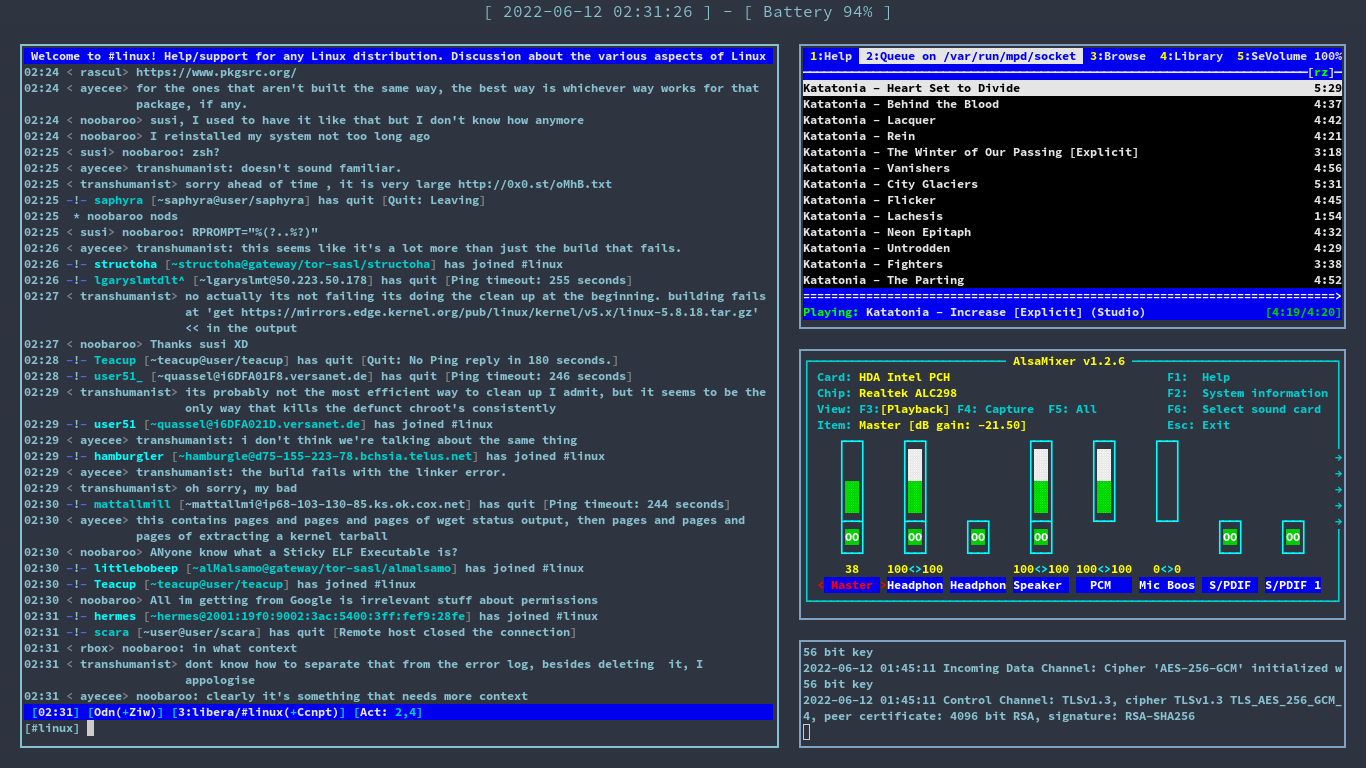 [ 2022-06-12 02:31:26 ] - [ Battery 94% ]
Welcome to #linux! Help/support for any Linux distribution. Discussion about the various aspects of Linux
02:24 < rascul> https://www.pkgsrc.org/
02:24 < ayecee> for the ones that aren't built the same way, the best way is whichever way works for that
package, if any.
02:24 < noobaroo> susi, I used to have it like that but I don't know how anymore
02:24 < noobaroo> I reinstalled my system not too long ago
02:25 < susi> noobaroo: zsh?
02:25 < ayecee> transhumanist: doesn't sound familiar.
02:25 < transhumanist> sorry ahead of time , it is very large http://0x0.st/oMhB.txt
02:25 -!- saphyra [~saphyra@user/saphyra] has quit [Quit: Leaving]
02:25  * noobaroo nods
02:25 < susi> noobaroo: RPROMPT="%(?..%?)"
02:26 < ayecee> transhumanist: this seems like it's a lot more than just the build that fails.
02:26 -!- structoha [~structoha@gateway/tor-sasl/structoha] has joined #linux
02:26 -!- lgaryslmtdlt^ [~lgaryslmt@50.223.50.178] has quit [Ping timeout: 255 seconds]
02:27 < transhumanist> no actually its not failing its doing the clean up at the beginning. building fails
at 'get https://mirrors.edge.kernel.org/pub/linux/kernel/v5.x/linux-5.8.18.tar.gz'
<< in the output
02:27 < noobaroo> Thanks susi XD
02:28 -!- Teacup [~teacup@user/teacup] has quit [Quit: No Ping reply in 180 seconds.]
02:28 -!- user51_ [~quassel@i6DFA01F8.versanet.de] has quit [Ping timeout: 246 seconds]
02:29 < transhumanist> its probably not the most efficient way to clean up I admit, but it seems to be the
only way that kills the defunct chroot's consistently
02:29 -!- user51 [~quassel@i6DFA021D.versanet.de] has joined #linux
02:29 < ayecee> transhumanist: i don't think we're talking about the same thing
02:29 -!- hamburgler [~hamburgle@d75-155-223-78.bchsia.telus.net] has joined #linux
02:29 < ayecee> transhumanist: the build fails with the linker error.
02:29 < transhumanist> oh sorry, my bad
02:30 -!- mattallmill [~mattallmi@ip68-103-130-85.ks.ok.cox.net] has quit [Ping timeout: 244 seconds]
02:30 < ayecee> this contains pages and pages and pages of wget status output, then pages and pages and
pages of extracting a kernel tarball
02:30 < noobaroo> ANyone know what a Sticky ELF Executable is?
02:30 -!- littlebobeep [~alMalsamo@gateway/tor-sasl/almalsamo] has joined #linux
02:30 -!- Teacup [~teacup@user/teacup] has joined #linux
02:30 < noobaroo> All im getting from Google is irrelevant stuff about permissions
02:31 -!- hermes [~hermes@2001:19f0:9002:3ac:5400:3ff:fef9:28fe] has joined #linux
02:31 -!- scara [~user@user/scara] has quit [Remote host closed the connection]
02:31 < rbox> noobaroo: in what context
02:31 < transhumanist> dont know how to separate that from the error log, besides deleting  it, I
appologise
02:31 < ayecee> noobaroo: clearly it's something that needs more context
[02:31] [Odn(+Ziw)] [3:libera/#linux(+Ccnpt)] [Act: 2,4]
[#linux]
1:Help 2:Queue on /var/run/mpd/socket 3:Browse 4:Library 5:SeVolume 100%
[rz]
Katatonia - Heart Set to Divide 5:29
Katatonia - Behind the Blood 4:37
Katatonia - Lacquer 4:42
Katatonia - Rein 4:21
Katatonia - The Winter of Our Passing [Explicit] 3:18
Katatonia - Vanishers 4:56
Katatonia - City Glaciers 5:31
Katatonia - Flicker 4:45
Katatonia - Lachesis 1:54
Katatonia - Neon Epitaph 4:32
Katatonia - Untrodden 4:29
Katatonia - Fighters 3:38
Katatonia - The Parting 4:52
Playing: Katatonia - Increase [Explicit] (Studio) [4:19/4:20]
AlsaMixer v1.2.6
Card: HDA Intel PCH F1: Help
Chip: Realtek ALC298 F2: System information
View: F3:[Playback] F4: Capture F5: All F6: Select sound card
Item: Master [dB gain: -21.50] Esc: Exit
OO OO OO OO OO OO
38 100<>100 100<>100 100<>100 0<>0
< Master > Headphon Headphon Speaker PCM Mic Boos S/PDIF S/PDIF 1
56 bit key
2022-06-12 01:45:11 Incoming Data Channel: Cipher 'AES-256-GCM' initialized w
56 bit key
2022-06-12 01:45:11 Control Channel: TLSv1.3, cipher TLSv1.3 TLS_AES_256_GCM_
4, peer certificate: 4096 bit RSA, signature: RSA-SHA256